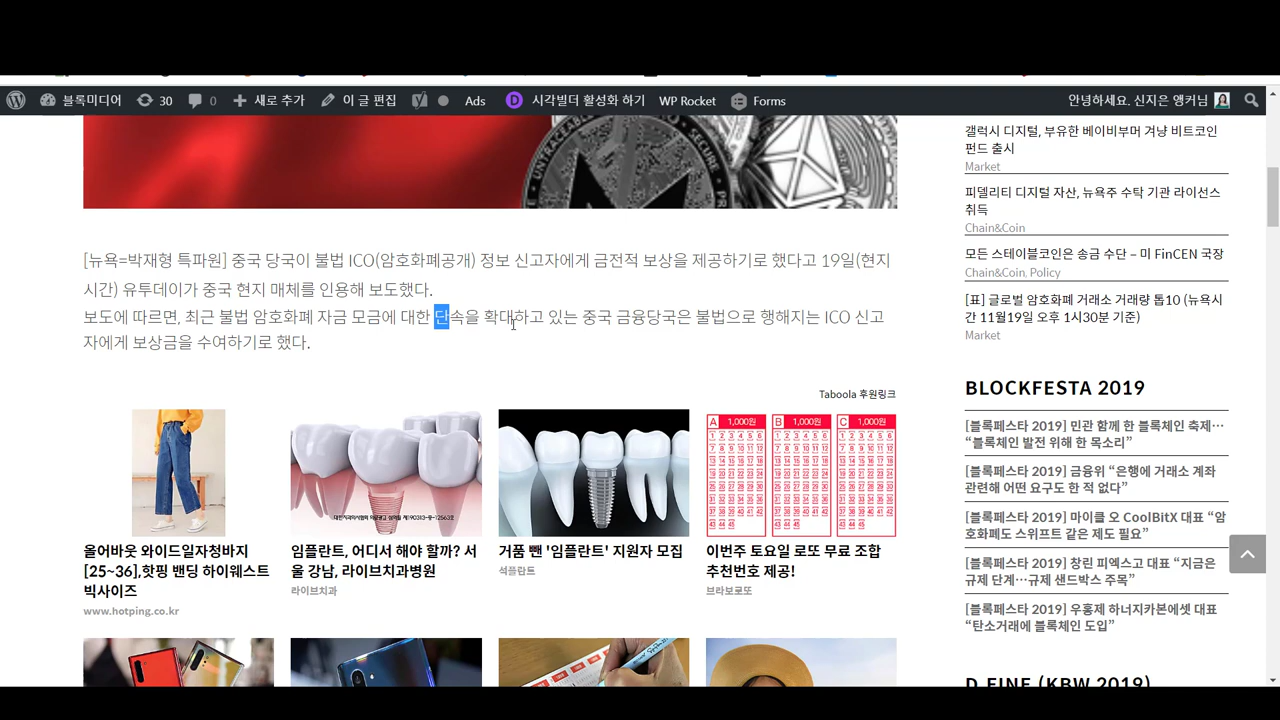 블록미디어 30 0 새로 추가 이 글 편집 Ads 시각빌더 활성화 하기 WP Rocket Forms 안녕하세요. 신지은 앵커님
UNTRACEABLE
[뉴욕=박재형 특파원] 중국 당국이 불법 ICO(암호화폐공개) 정보 신고자에게 금전적 보상을 제공하기로 했다고 19일(현지
시간) 유투데이가 중국 현지 매체를 인용해 보도했다.
보도에 따르면, 최근 불법 암호화폐 자금 모금에 대한 단속을 확대하고 있는 중국 금융당국은 불법으로 행해지는 ICO 신고
자에게 보상금을 수여하기로 했다.
Taboola 후원링크
A 1,000원 B 1,000원 C 1,000원
올어바웃 와이드일자청바지
[25~36],핫핑 밴딩 하이웨스트
빅사이즈
www.hotping.co.kr
임플란트, 어디서 해야 할까? 서
울 강남, 라이브치과병원
라이브치과
거품 뺀 '임플란트' 지원자 모집
석플란트
이번주 토요일 로또 무료 조합
추천번호 제공!
브라보로또
갤럭시 디지털, 부유한 베이비부머 겨냥 비트코인
펀드 출시
Market
피델리티 디지털 자산, 뉴욕주 수탁 기관 라이선스
취득
Chain&Coin
모든 스테이블코인은 송금 수단 – 미 FinCEN 국장
Chain&Coin, Policy
[표] 글로벌 암호화폐 거래소 거래량 톱10 (뉴욕시
간 11월19일 오후 1시30분 기준)
Market
BLOCKFESTA 2019
[블록페스타 2019] 민관 함께 한 블록체인 축제…
“블록체인 발전 위해 한 목소리”
[블록페스타 2019] 금융위 “은행에 거래소 계좌
관련해 어떤 요구도 한 적 없다”
[블록페스타 2019] 마이클 오 CoolBitX 대표 “암
호화폐도 스위프트 같은 제도 필요”
[블록페스타 2019] 창린 피엑스고 대표 “지금은
규제 단계…규제 샌드박스 주목”
[블록페스타 2019] 우홍제 하너지카본에셋 대표
“탄소거래에 블록체인 도입”
D.FINE (KBW 2019)